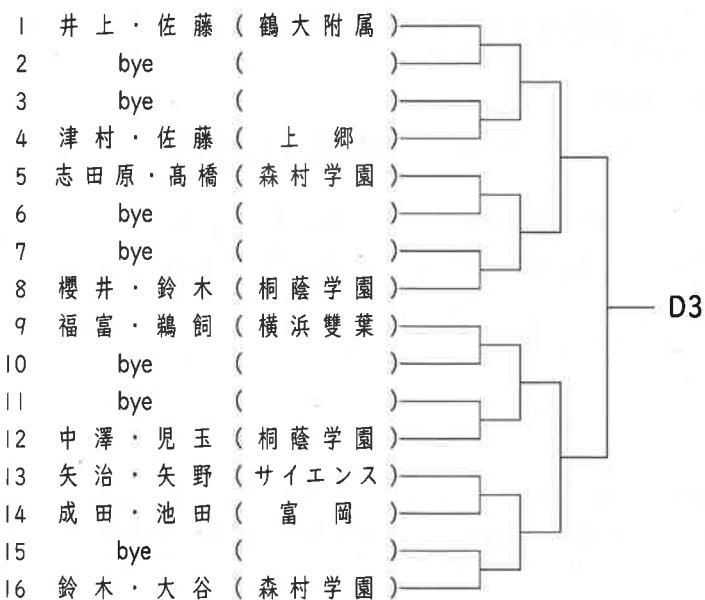 1 井上・佐藤 (鶴大附属)
2 bye ( )
3 bye ( )
4 津村・佐藤 (上郷)
5 志田原・髙橋 (森村学園)
6 bye ( )
7 bye ( )
8 櫻井・鈴木 (桐蔭学園)
D3
9 福富・鵜飼 (横浜雙葉)
10 bye ( )
11 bye ( )
12 中澤・児玉 (桐蔭学園)
13 矢治・矢野 (サイエンス)
14 成田・池田 (富岡)
15 bye ( )
16 鈴木・大谷 (森村学園)